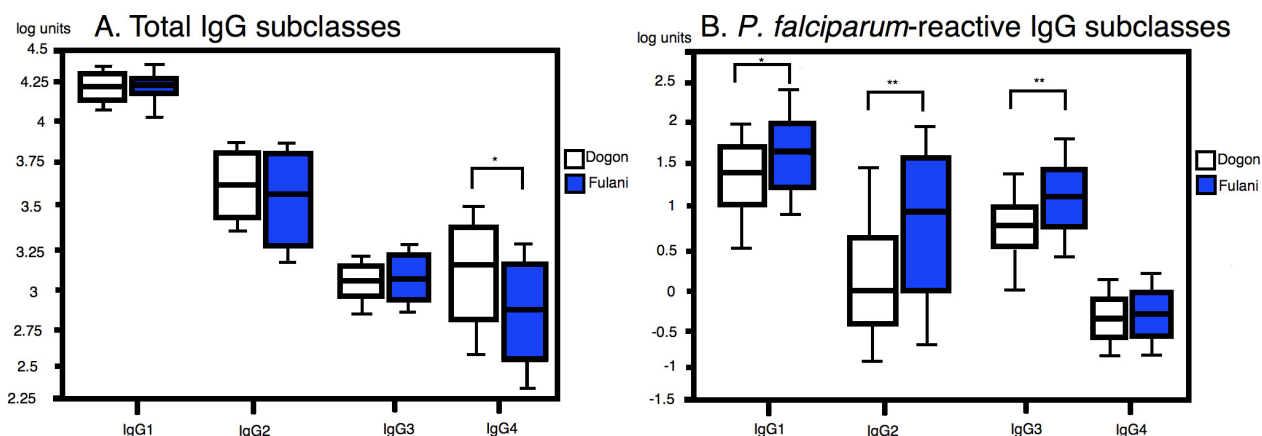 A. Total IgG subclasses
log units
4.5
4.25
4
3.75
3.5
3.25
3
2.75
2.5
2.25
*
IgG1
IgG2
IgG3
IgG4
Dogon
Fulani
B. P. falciparum-reactive IgG subclasses
log units
2.5
2
1.5
1
0.5
0
-0.5
-1
-1.5
*
**
**
IgG1
IgG2
IgG3
IgG4
Dogon
Fulani